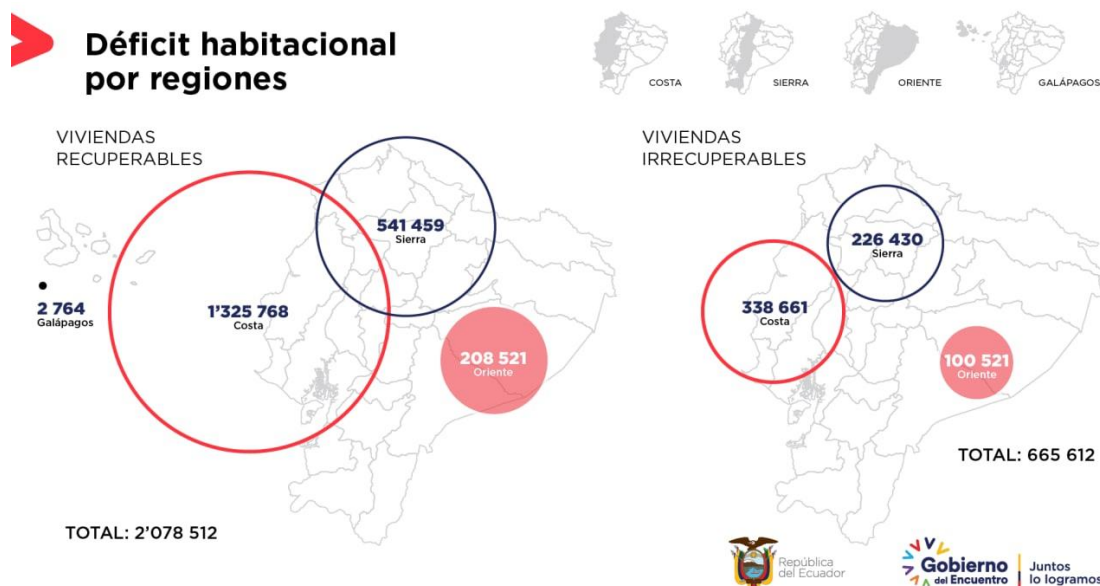 Déficit habitacional
por regiones
COSTA
SIERRA
ORIENTE
GALÁPAGOS
VIVIENDAS
RECUPERABLES
541 459
Sierra
2 764
Galápagos
1’325 768
Costa
208 521
Oriente
TOTAL: 2’078 512
VIVIENDAS
IRRECUPERABLES
226 430
Sierra
338 661
Costa
100 521
Oriente
TOTAL: 665 612
República
del Ecuador
Gobierno
del Encuentro
Juntos
lo logramos